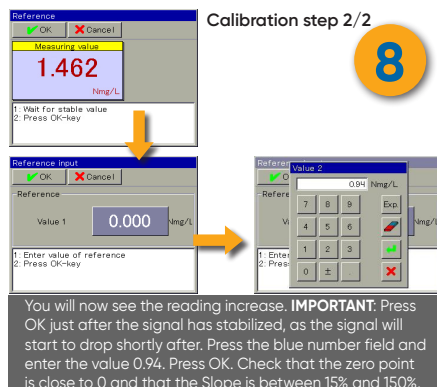 Reference
OK Cancel
Calibration step 2/2
8
Measuring value
1.462
Nmg/L
1: Wait for stable value
2: Press OK-key
Reference input
OK Cancel
Reference
Value 1 0.000 Nmg/L
1: Enter value of reference
2: Press OK-key
Value 2
0.94 Nmg/L
7 8 9 Exp.
4 5 6
1 2 3
0 ± .
You will now see the reading increase. IMPORTANT: Press
OK just after the signal has stabilized, as the signal will
start to drop shortly after. Press the blue number field and
enter the value 0.94. Press OK. Check that the zero point
is close to 0 and that the Slope is between 15% and 150%